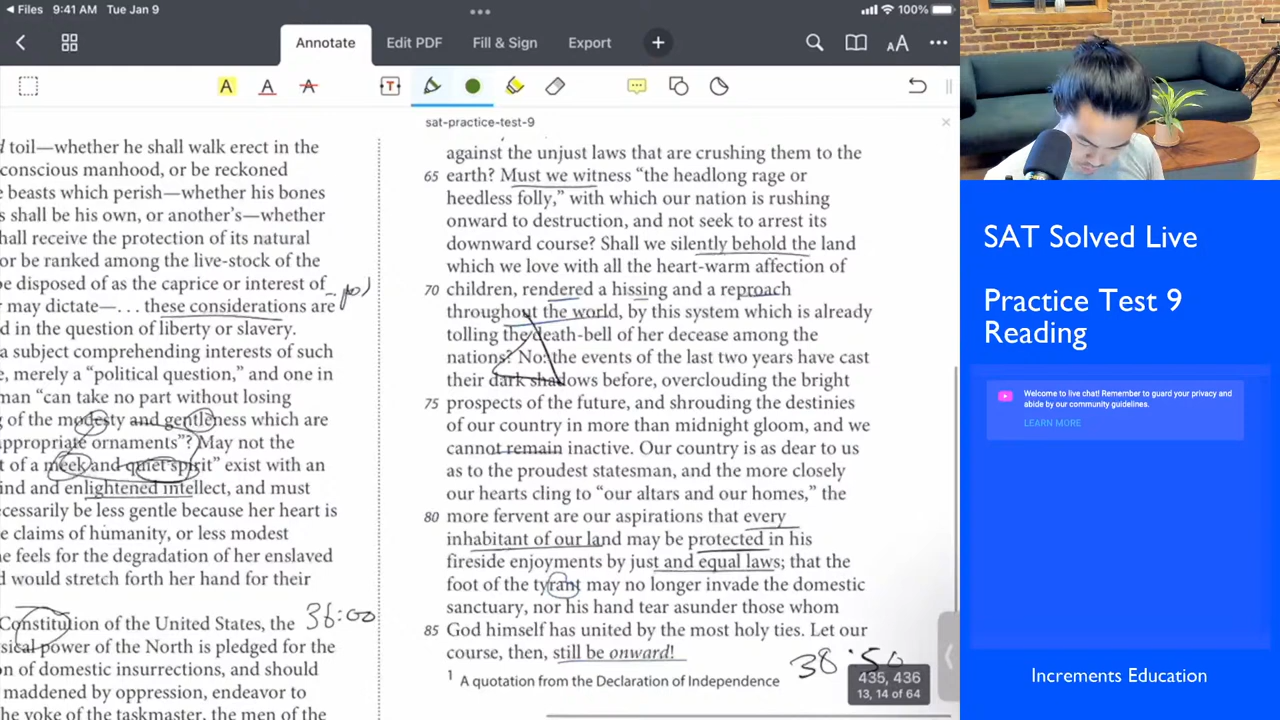 Files 9:41 AM Tue Jan 9 100%
Annotate Edit PDF Fill & Sign Export
sat-practice-test-9
toil—whether he shall walk erect in the
conscious manhood, or be reckoned
e beasts which perish—whether his bones
s shall be his own, or another's—whether
hall receive the protection of its natural
or be ranked among the live-stock of the
be disposed of as the caprice or interest of
r may dictate—. . . these considerations are
d in the question of liberty or slavery.
a subject comprehending interests of such
e, merely a “political question,” and one in
man “can take no part without losing
g of the modesty and gentleness which are
appropriate ornaments”? May not the
t of a meek and quiet spirit” exist with an
ind and enlightened intellect, and must
cessarily be less gentle because her heart is
e claims of humanity, or less modest
e feels for the degradation of her enslaved
d would stretch forth her hand for their
Constitution of the United States, the 36:00
sical power of the North is pledged for the
on of domestic insurrections, and should
maddened by oppression, endeavor to
he yoke of the taskmaster, the men of the
against the unjust laws that are crushing them to the
65 earth? Must we witness “the headlong rage or
heedless folly,” with which our nation is rushing
onward to destruction, and not seek to arrest its
downward course? Shall we silently behold the land
which we love with all the heart-warm affection of
70 children, rendered a hissing and a reproach
throughout the world, by this system which is already
tolling the death-bell of her decease among the
nations? No: the events of the last two years have cast
their dark shadows before, overclouding the bright
75 prospects of the future, and shrouding the destinies
of our country in more than midnight gloom, and we
cannot remain inactive. Our country is as dear to us
as to the proudest statesman, and the more closely
our hearts cling to “our altars and our homes,” the
80 more fervent are our aspirations that every
inhabitant of our land may be protected in his
fireside enjoyments by just and equal laws; that the
foot of the tyrant may no longer invade the domestic
sanctuary, nor his hand tear asunder those whom
85 God himself has united by the most holy ties. Let our
course, then, still be onward!
1 A quotation from the Declaration of Independence
38:50
435, 436
13, 14 of 64
SAT Solved Live
Practice Test 9
Reading
Welcome to live chat! Remember to guard your privacy and
abide by our community guidelines.
LEARN MORE
Increments Education